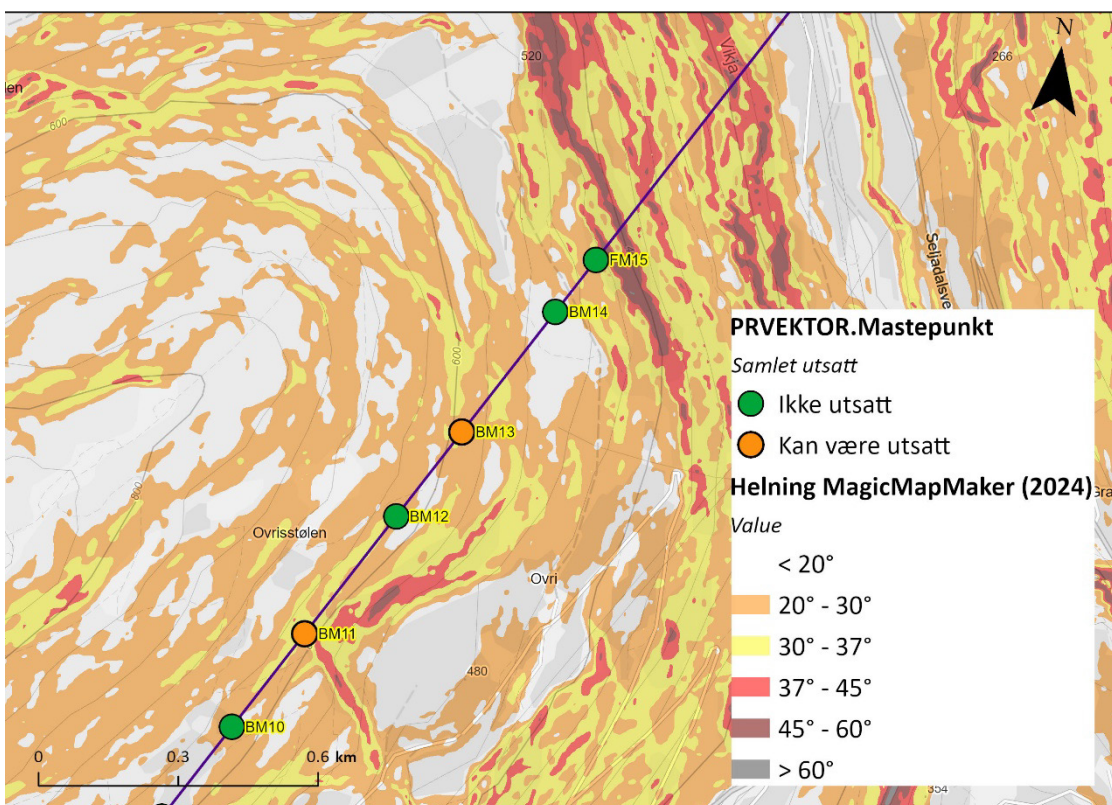 N
520
Vikja
266
len
600
FM15
BM14
Seljadalsve
600
BM13
800
BM12
Ovrisstølen
Ovri
BM11
480
BM10
0 0.3 0.6 km
PRVEKTOR.Mastepunkt
Samlet utsatt
Ikke utsatt
Kan være utsatt
Helning MagicMapMaker (2024)
Value
< 20°
20° - 30°
30° - 37°
37° - 45°
45° - 60°
> 60°
Gra
354